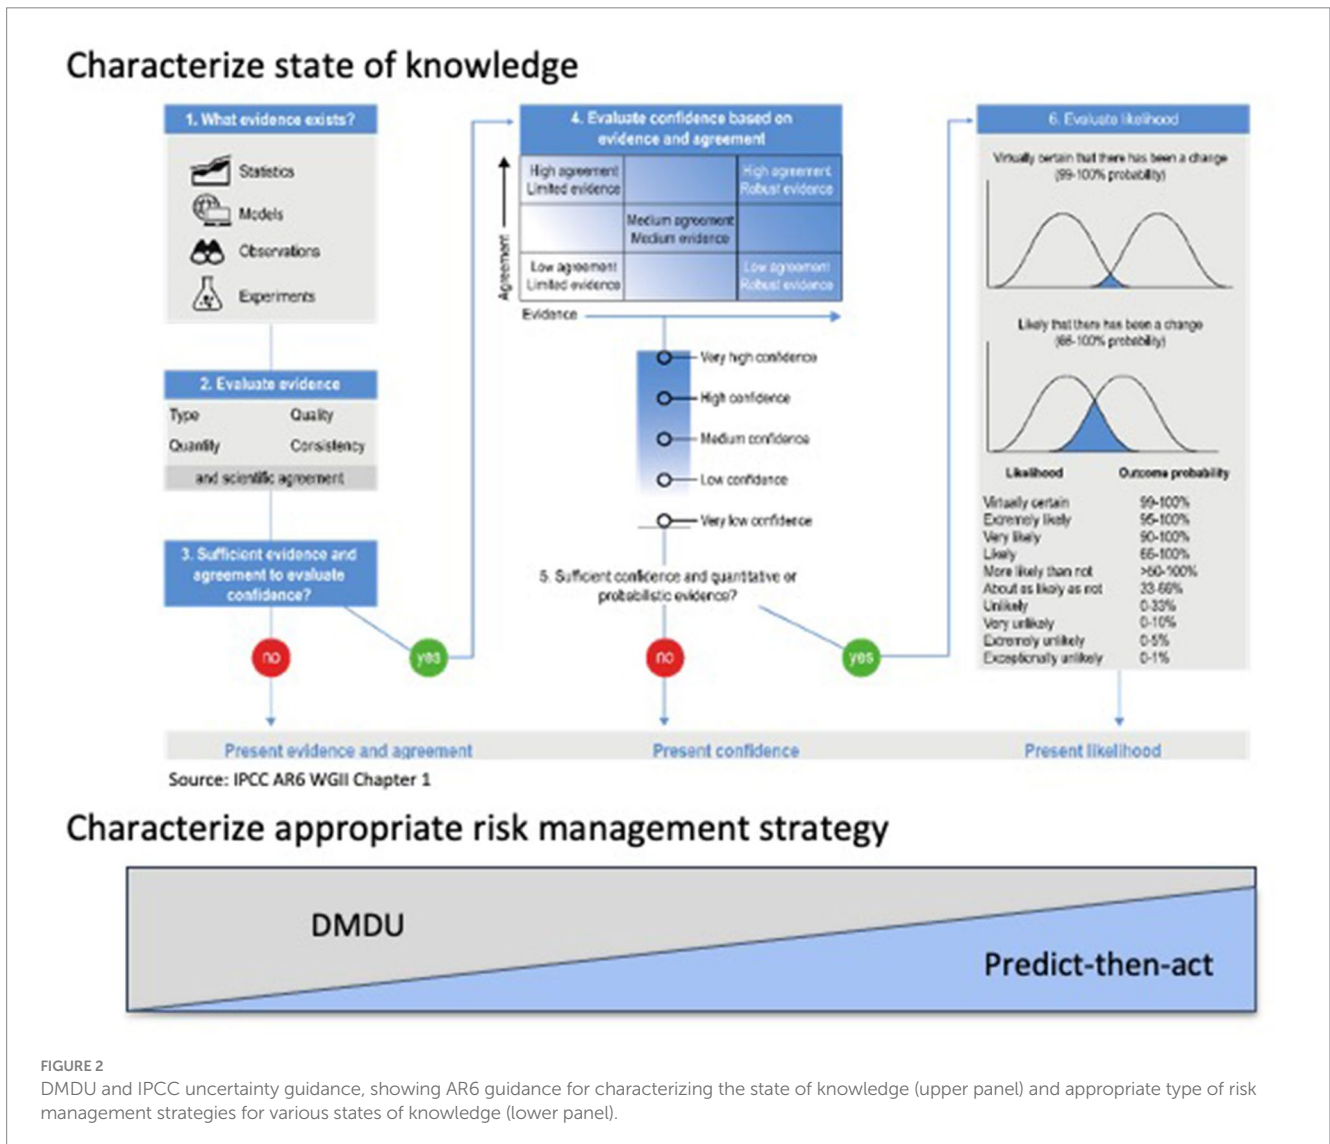 Characterize state of knowledge
1. What evidence exists?
Statistics
Models
Observations
Experiments
2. Evaluate evidence
Type Quality
Quantity Consistency
and scientific agreement
3. Sufficient evidence and
agreement to evaluate
confidence?
no
yes
4. Evaluate confidence based on
evidence and agreement
Agreement
High agreement
Limited evidence
High agreement
Robust evidence
Medium agreement
Medium evidence
Low agreement
Limited evidence
Low agreement
Robust evidence
Evidence
Very high confidence
High confidence
Medium confidence
Low confidence
Very low confidence
5. Sufficient confidence and quantitative or
probabilistic evidence?
no
yes
6. Evaluate likelihood
Virtually certain that there has been a change
(99-100% probability)
Likely that there has been a change
(66-100% probability)
Likelihood Outcome probability
Virtually certain 99-100%
Extremely likely 95-100%
Very likely 90-100%
Likely 66-100%
More likely than not >50-100%
About as likely as not 33-66%
Unlikely 0-33%
Very unlikely 0-10%
Extremely unlikely 0-5%
Exceptionally unlikely 0-1%
Present evidence and agreement
Present confidence
Present likelihood
Source: IPCC AR6 WGII Chapter 1
Characterize appropriate risk management strategy
DMDU
Predict-then-act
FIGURE 2
DMDU and IPCC uncertainty guidance, showing AR6 guidance for characterizing the state of knowledge (upper panel) and appropriate type of risk
management strategies for various states of knowledge (lower panel).